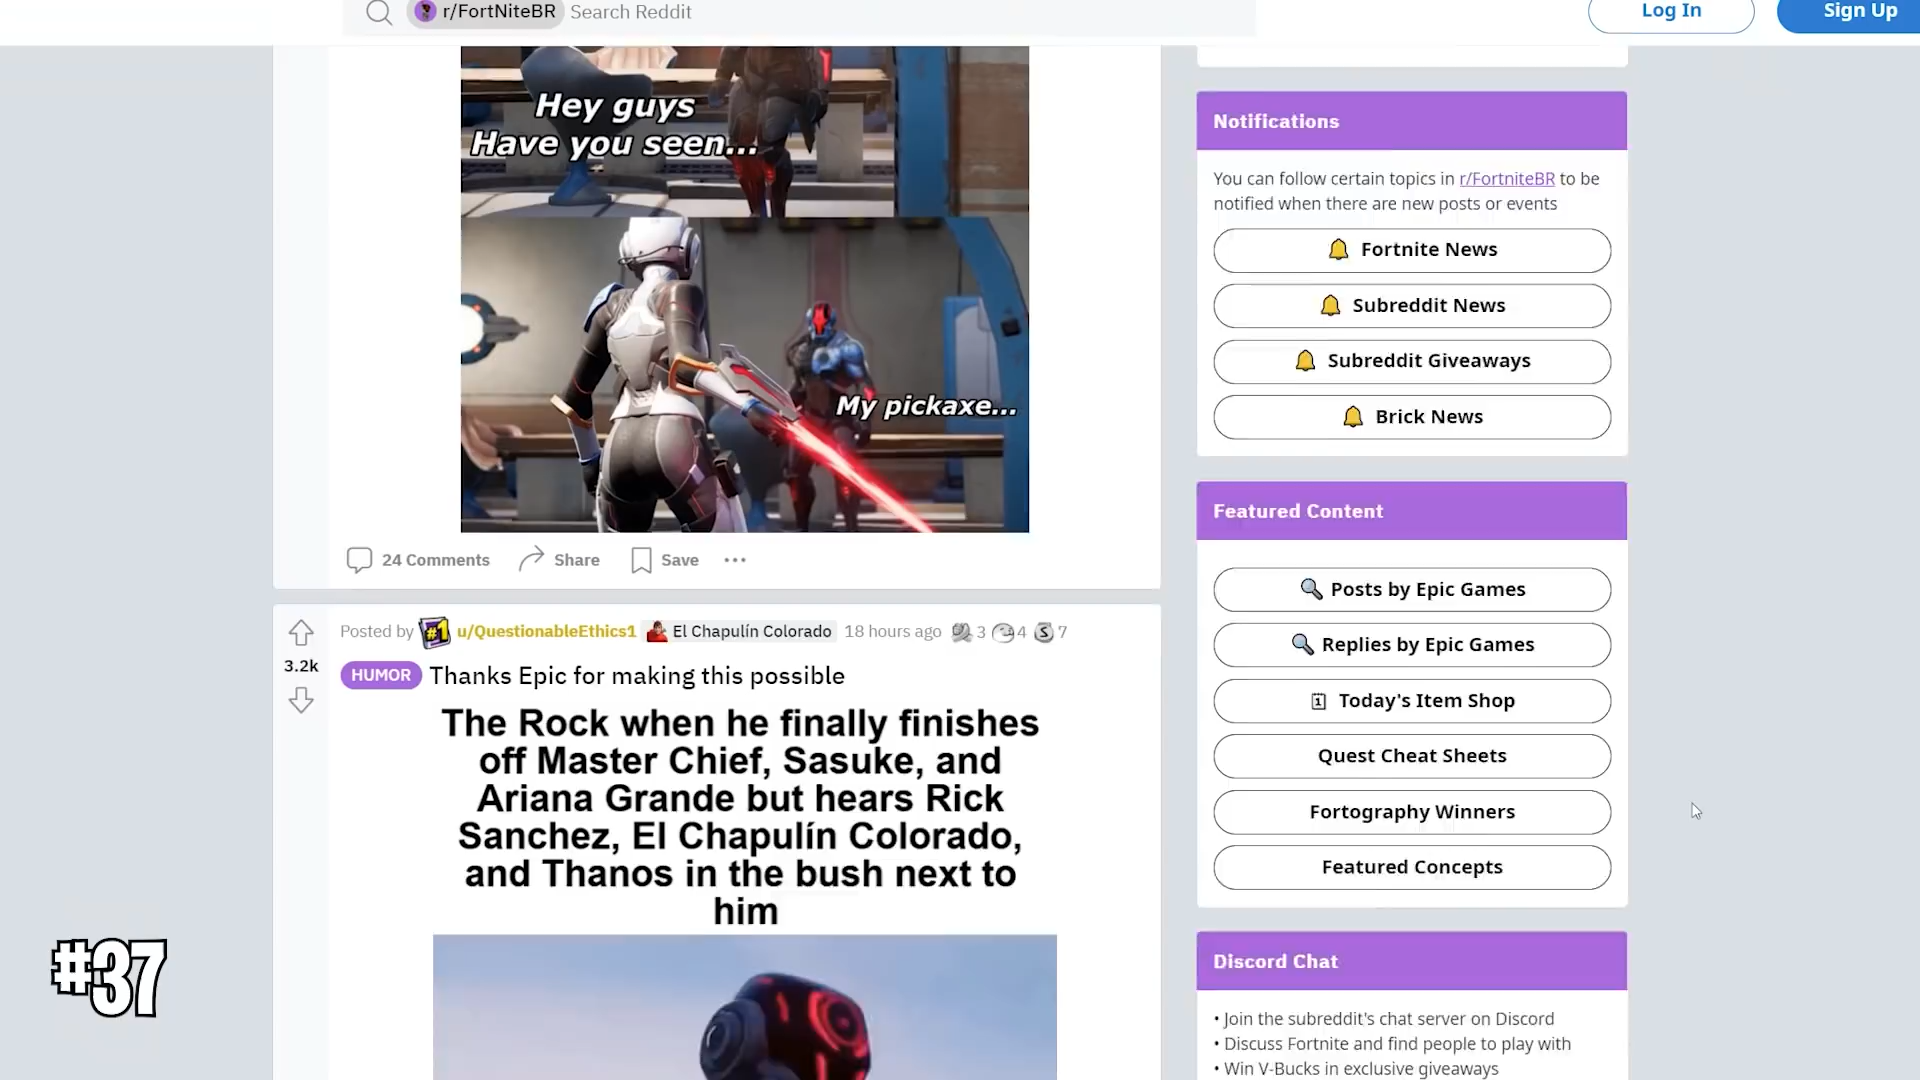 r/FortNiteBR Search Reddit
Log In
Sign Up
Hey guys
Have you seen...
My pickaxe...
24 Comments
Share
Save
Posted by #1 u/QuestionableEthics1 El Chapulín Colorado 18 hours ago 3 4 S 7
3.2k
HUMOR Thanks Epic for making this possible
The Rock when he finally finishes
off Master Chief, Sasuke, and
Ariana Grande but hears Rick
Sanchez, El Chapulín Colorado,
and Thanos in the bush next to
him
#37
Notifications
You can follow certain topics in r/FortniteBR to be
notified when there are new posts or events
Fortnite News
Subreddit News
Subreddit Giveaways
Brick News
Featured Content
Posts by Epic Games
Replies by Epic Games
1 Today's Item Shop
Quest Cheat Sheets
Fortography Winners
Featured Concepts
Discord Chat
• Join the subreddit's chat server on Discord
• Discuss Fortnite and find people to play with
• Win V-Bucks in exclusive giveaways